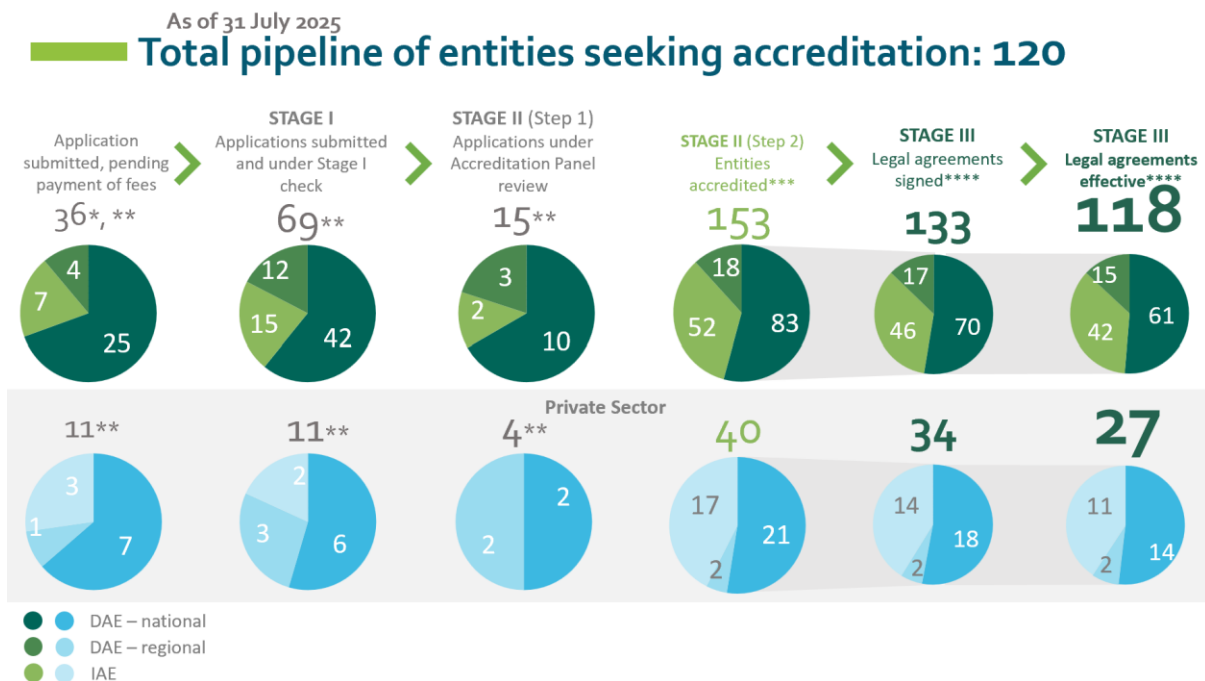 As of 31 July 2025
Total pipeline of entities seeking accreditation: 120
Application
submitted, pending
payment of fees
36*, **
STAGE I
Applications submitted
and under Stage I
check
69**
STAGE II (Step 1)
Applications under
Accreditation Panel
review
15**
STAGE II (Step 2)
Entities
accredited***
153
STAGE III
Legal agreements
signed****
133
STAGE III
Legal agreements
effective****
118
4
7
25
12
15
42
3
2
10
18
52
83
17
46
70
15
42
61
Private Sector
11**
11**
4**
40
34
27
3
1
7
2
3
6
2
2
17
2
21
14
2
18
11
2
14
DAE – national
DAE – regional
IAE